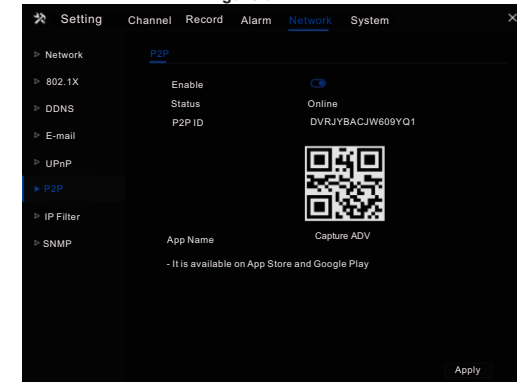 Setting Channel Record Alarm Network System ×
Network
802.1X
DDNS
E-mail
UPnP
P2P
IP Filter
SNMP
P2P
Enable
Status Online
P2P ID DVRJYBACJW609YQ1
App Name Capture ADV
- It is available on App Store and Google Play
Apply